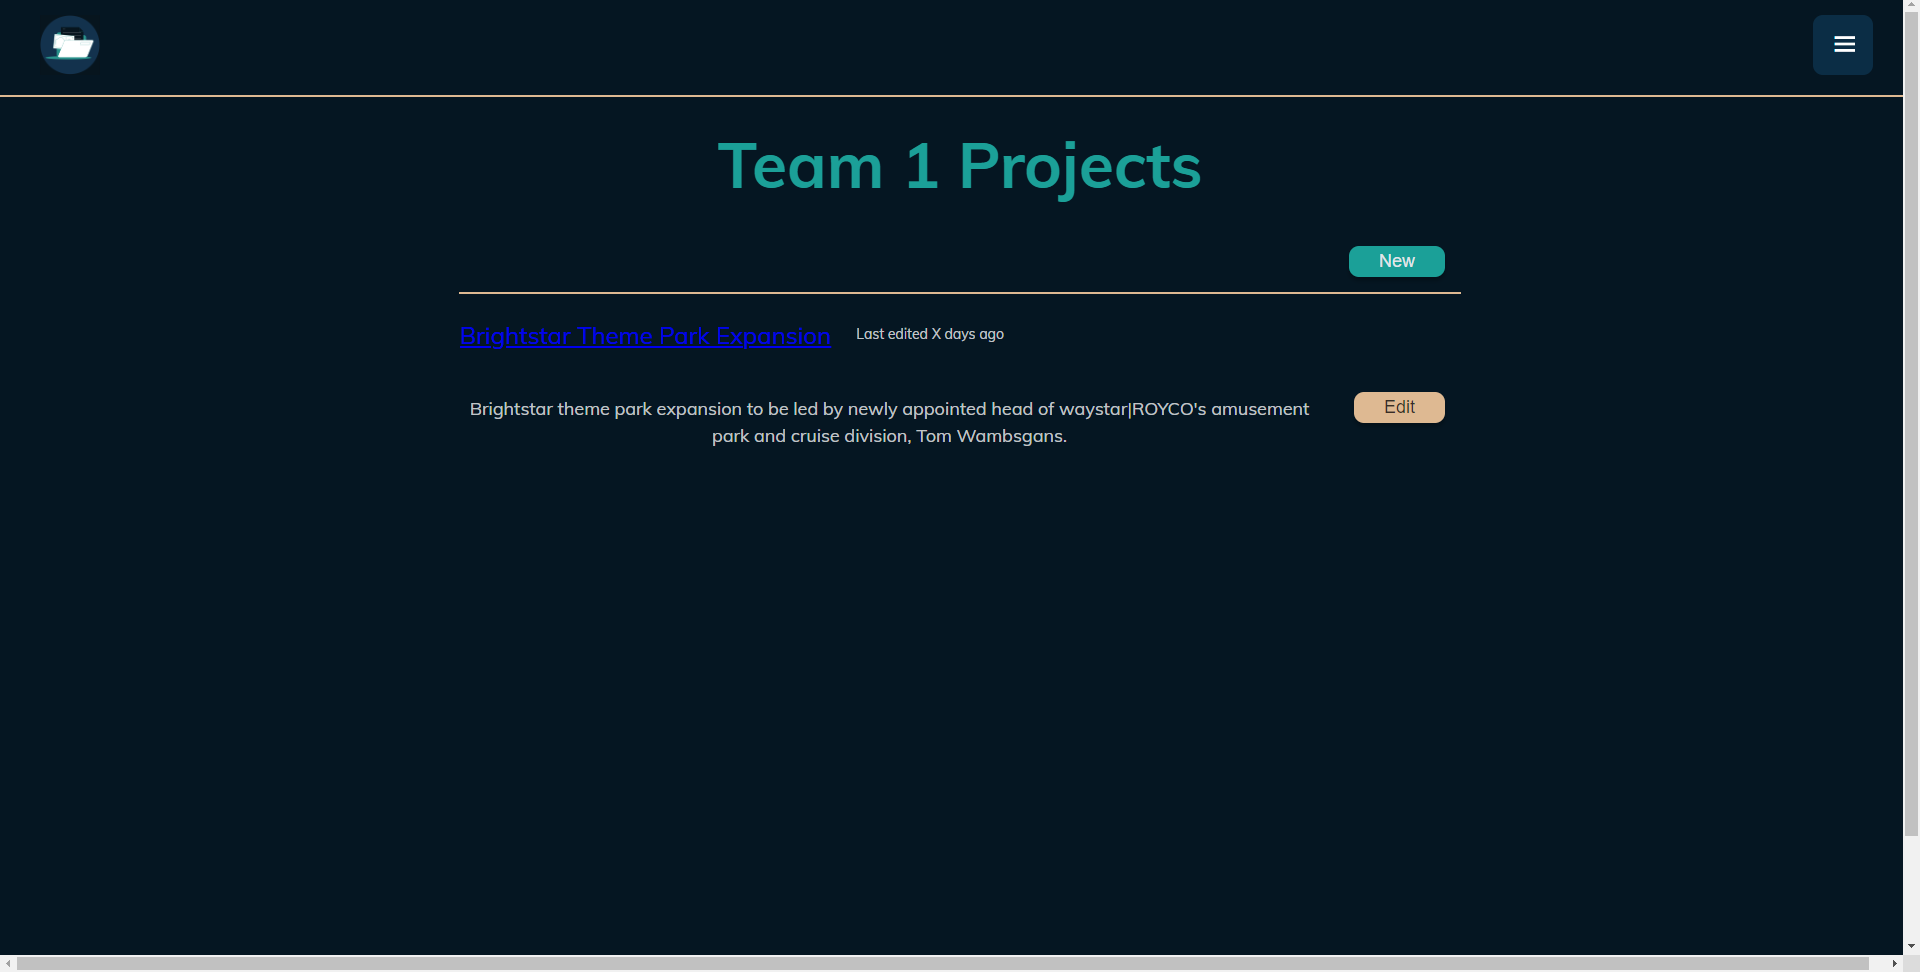 Team 1 Projects
New
Brightstar Theme Park Expansion
Last edited X days ago
Brightstar theme park expansion to be led by newly appointed head of waystar|ROYCO's amusement
park and cruise division, Tom Wambsgans.
Edit